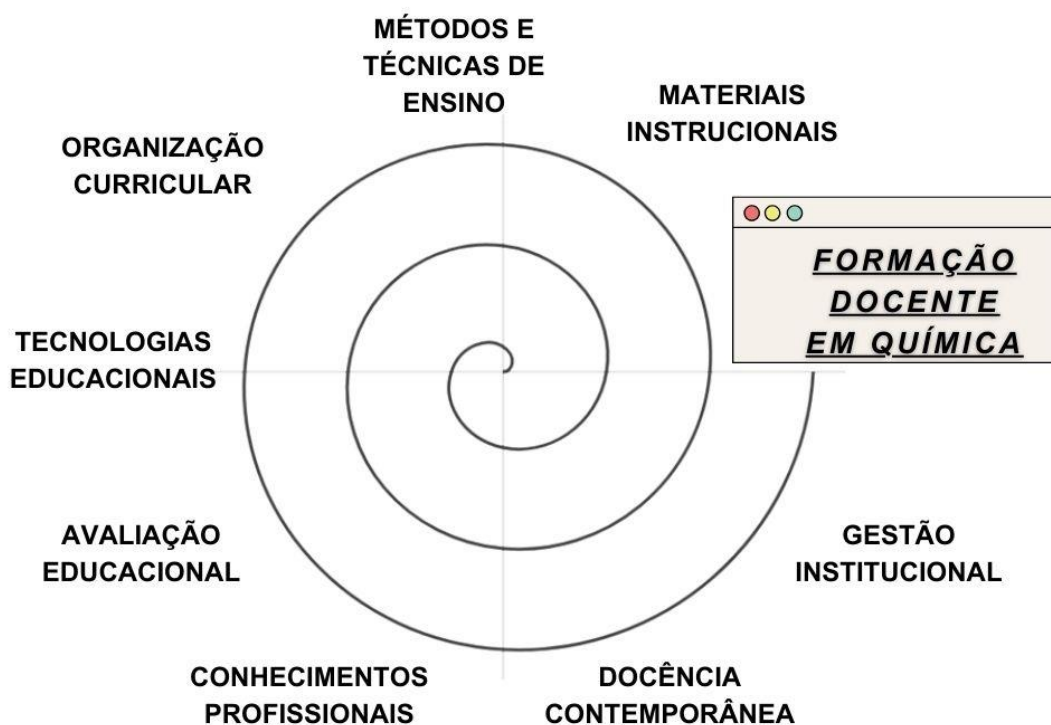 MÉTODOS E
TÉCNICAS DE
ENSINO
MATERIAIS
INSTRUCIONAIS
ORGANIZAÇÃO
CURRICULAR
FORMAÇÃO
DOCENTE
EM QUÍMICA
TECNOLOGIAS
EDUCACIONAIS
AVALIAÇÃO
EDUCACIONAL
GESTÃO
INSTITUCIONAL
CONHECIMENTOS
PROFISSIONAIS
DOCÊNCIA
CONTEMPORÂNEA